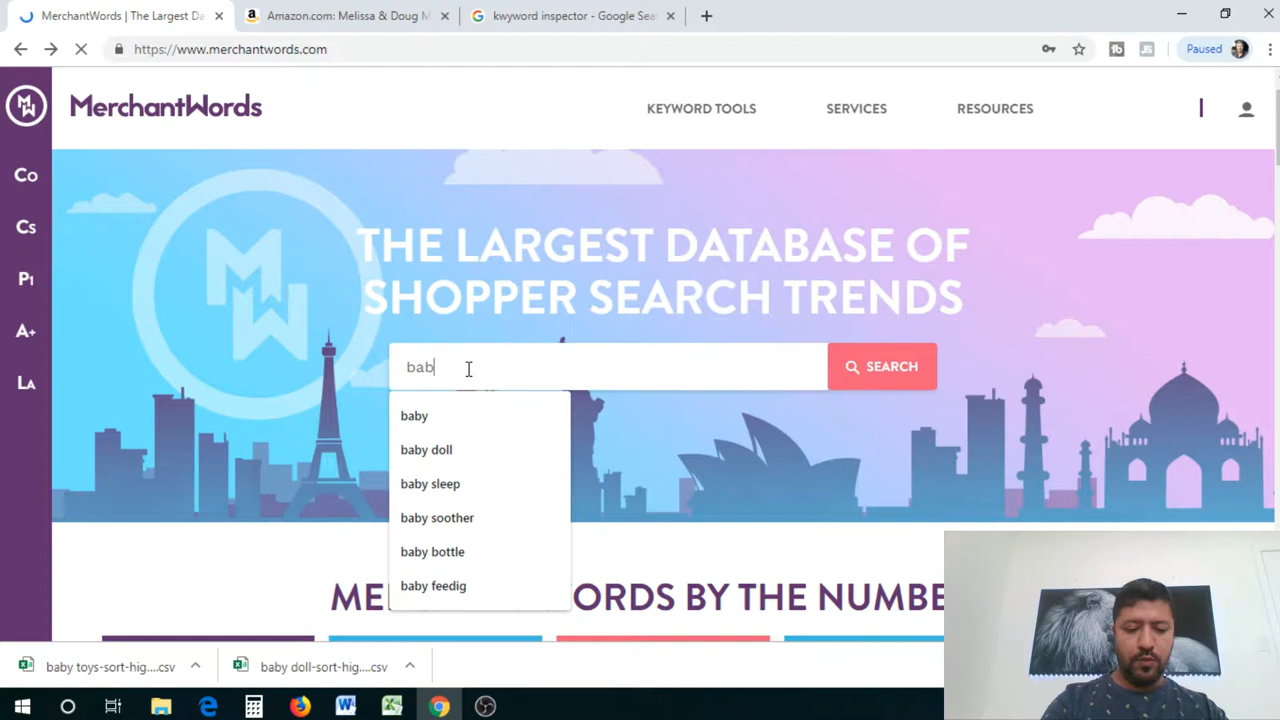 MerchantWords | The Largest Da
Amazon.com: Melissa & Doug M
kwyword inspector - Google Sea
https://www.merchantwords.com
Paused
MW
MerchantWords
KEYWORD TOOLS
SERVICES
RESOURCES
Co
Cs
P1
A+
LA
MW
THE LARGEST DATABASE OF
SHOPPER SEARCH TRENDS
bab
SEARCH
baby
baby doll
baby sleep
baby soother
baby bottle
baby feedig
ME
ORDS BY THE NUMBE
baby toys-sort-hig....csv
baby doll-sort-hig....csv